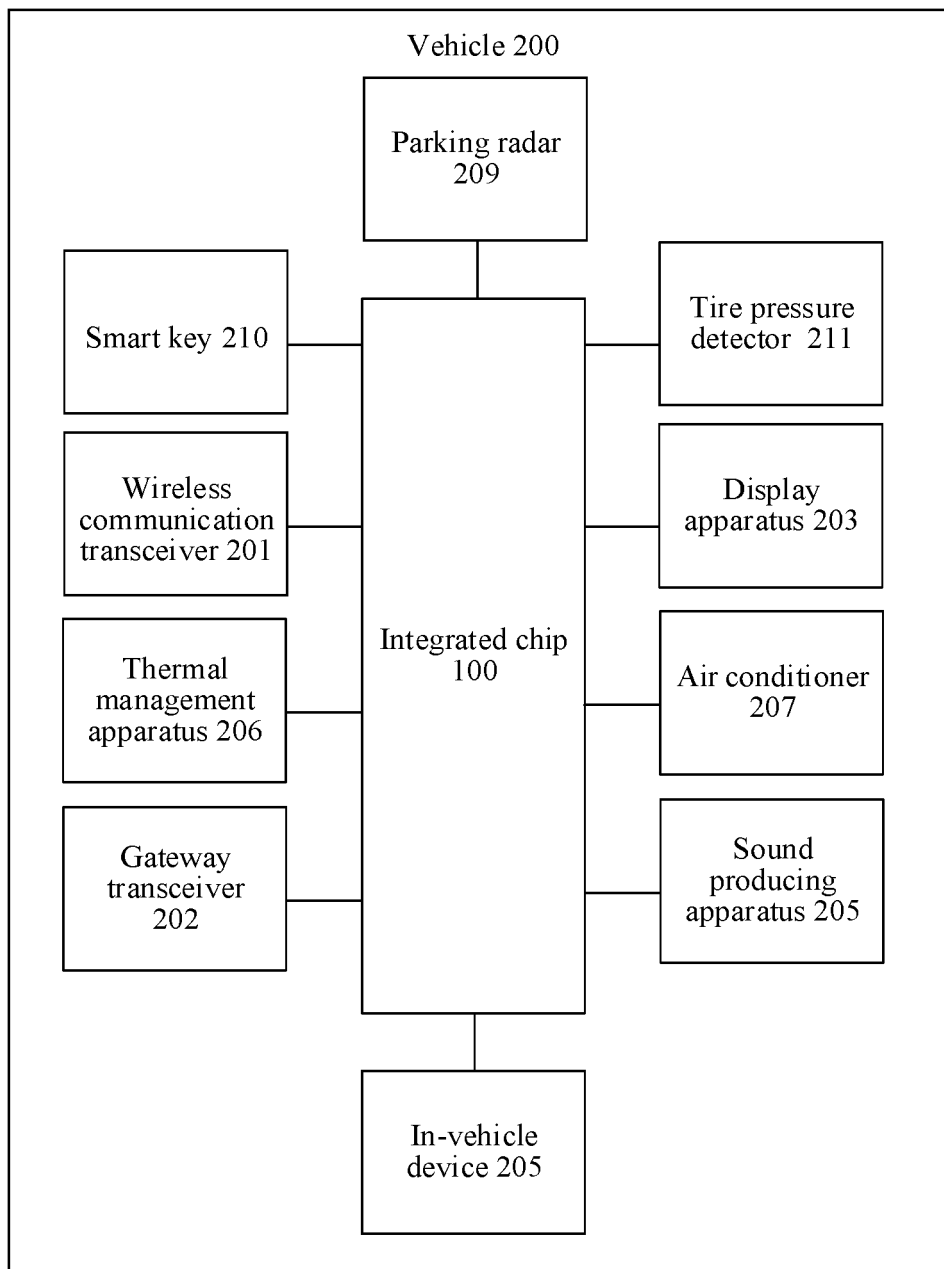 Vehicle 200
Parking radar
209
Smart key 210
Tire pressure
detector 211
Wireless
communication
transceiver 201
Display
apparatus 203
Integrated chip
100
Thermal
management
apparatus 206
Air conditioner
207
Gateway
transceiver
202
Sound
producing
apparatus 205
In-vehicle
device 205